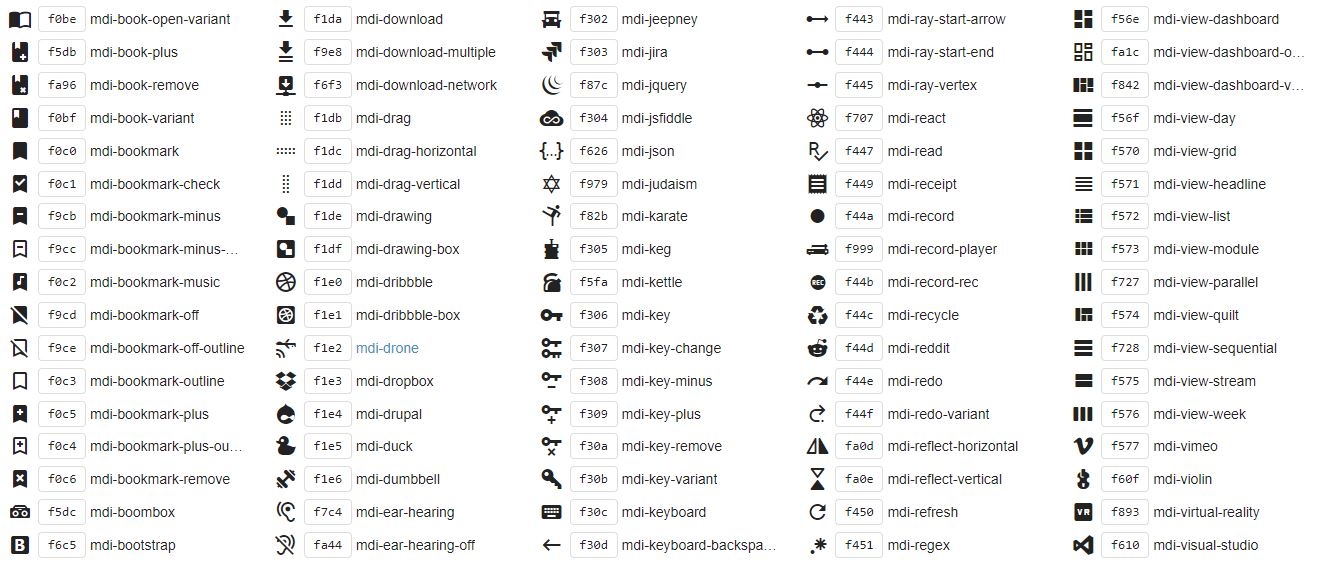 f0be mdi-book-open-variant
f5db mdi-book-plus
fa96 mdi-book-remove
f0bf mdi-book-variant
f0c0 mdi-bookmark
f0c1 mdi-bookmark-check
f9cb mdi-bookmark-minus
f9cc mdi-bookmark-minus-...
f0c2 mdi-bookmark-music
f9cd mdi-bookmark-off
f9ce mdi-bookmark-off-outline
f0c3 mdi-bookmark-outline
f0c5 mdi-bookmark-plus
f0c4 mdi-bookmark-plus-ou...
f0c6 mdi-bookmark-remove
f5dc mdi-boombox
B f6c5 mdi-bootstrap
f1da mdi-download
f9e8 mdi-download-multiple
f6f3 mdi-download-network
f1db mdi-drag
f1dc mdi-drag-horizontal
f1dd mdi-drag-vertical
f1de mdi-drawing
f1df mdi-drawing-box
f1e0 mdi-dribbble
f1e1 mdi-dribbble-box
f1e2 mdi-drone
f1e3 mdi-dropbox
f1e4 mdi-drupal
f1e5 mdi-duck
f1e6 mdi-dumbbell
f7c4 mdi-ear-hearing
fa44 mdi-ear-hearing-off
f302 mdi-jeepney
f303 mdi-jira
f87c mdi-jquery
f304 mdi-jsfiddle
{...} f626 mdi-json
f979 mdi-judaism
f82b mdi-karate
f305 mdi-keg
f5fa mdi-kettle
f306 mdi-key
f307 mdi-key-change
f308 mdi-key-minus
f309 mdi-key-plus
f30a mdi-key-remove
f30b mdi-key-variant
f30c mdi-keyboard
f30d mdi-keyboard-backspa...
f443 mdi-ray-start-arrow
f444 mdi-ray-start-end
f445 mdi-ray-vertex
f707 mdi-react
R f447 mdi-read
f449 mdi-receipt
f44a mdi-record
f999 mdi-record-player
REC f44b mdi-record-rec
f44c mdi-recycle
f44d mdi-reddit
f44e mdi-redo
f44f mdi-redo-variant
fa0d mdi-reflect-horizontal
fa0e mdi-reflect-vertical
f450 mdi-refresh
.* f451 mdi-regex
f56e mdi-view-dashboard
fa1c mdi-view-dashboard-o...
f842 mdi-view-dashboard-v...
f56f mdi-view-day
f570 mdi-view-grid
f571 mdi-view-headline
f572 mdi-view-list
f573 mdi-view-module
f727 mdi-view-parallel
f574 mdi-view-quilt
f728 mdi-view-sequential
f575 mdi-view-stream
f576 mdi-view-week
f577 mdi-vimeo
f60f mdi-violin
VR f893 mdi-virtual-reality
f610 mdi-visual-studio